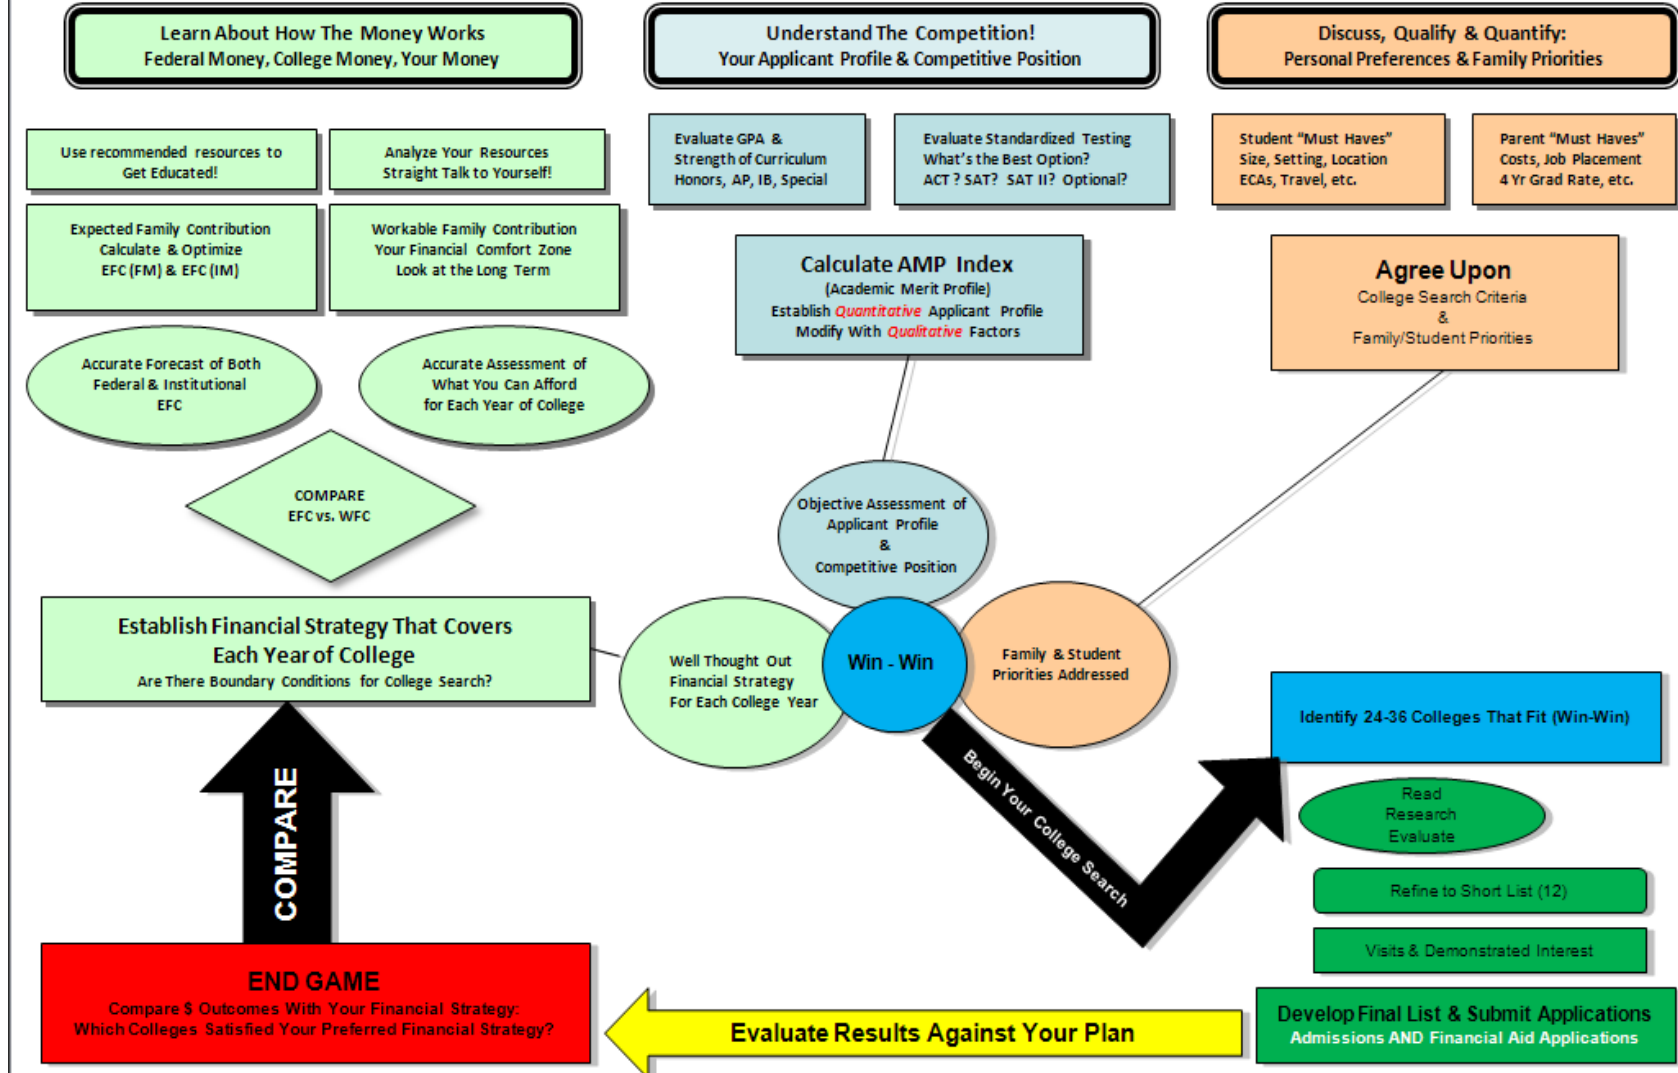 Learn About How The Money Works
Federal Money, College Money, Your Money
Understand The Competition!
Your Applicant Profile & Competitive Position
Discuss, Qualify & Quantify:
Personal Preferences & Family Priorities
Use recommended resources to
Get Educated!
Analyze Your Resources
Straight Talk to Yourself!
Evaluate GPA &
Strength of Curriculum
Honors, AP, IB, Special
Evaluate Standardized Testing
What's the Best Option?
ACT ? SAT? SAT II? Optional?
Student “Must Haves”
Size, Setting, Location
ECAs, Travel, etc.
Parent “Must Haves”
Costs, Job Placement
4 Yr Grad Rate, etc.
Expected Family Contribution
Calculate & Optimize
EFC (FM) & EFC (IM)
Workable Family Contribution
Your Financial Comfort Zone
Look at the Long Term
Calculate AMP Index
(Academic Merit Profile)
Establish Quantitative Applicant Profile
Modify With Qualitative Factors
Agree Upon
College Search Criteria
&
Family/Student Priorities
Accurate Forecast of Both
Federal & Institutional
EFC
Accurate Assessment of
What You Can Afford
for Each Year of College
COMPARE
EFC vs. WFC
Objective Assessment of
Applicant Profile
&
Competitive Position
Establish Financial Strategy That Covers
Each Year of College
Are There Boundary Conditions for College Search?
Well Thought Out
Financial Strategy
For Each College Year
Win - Win
Family & Student
Priorities Addressed
Identify 24-36 Colleges That Fit (Win-Win)
Begin Your College Search
Read
Research
Evaluate
COMPARE
Refine to Short List (12)
Visits & Demonstrated Interest
END GAME
Compare $ Outcomes With Your Financial Strategy:
Which Colleges Satisfied Your Preferred Financial Strategy?
Evaluate Results Against Your Plan
Develop Final List & Submit Applications
Admissions AND Financial Aid Applications